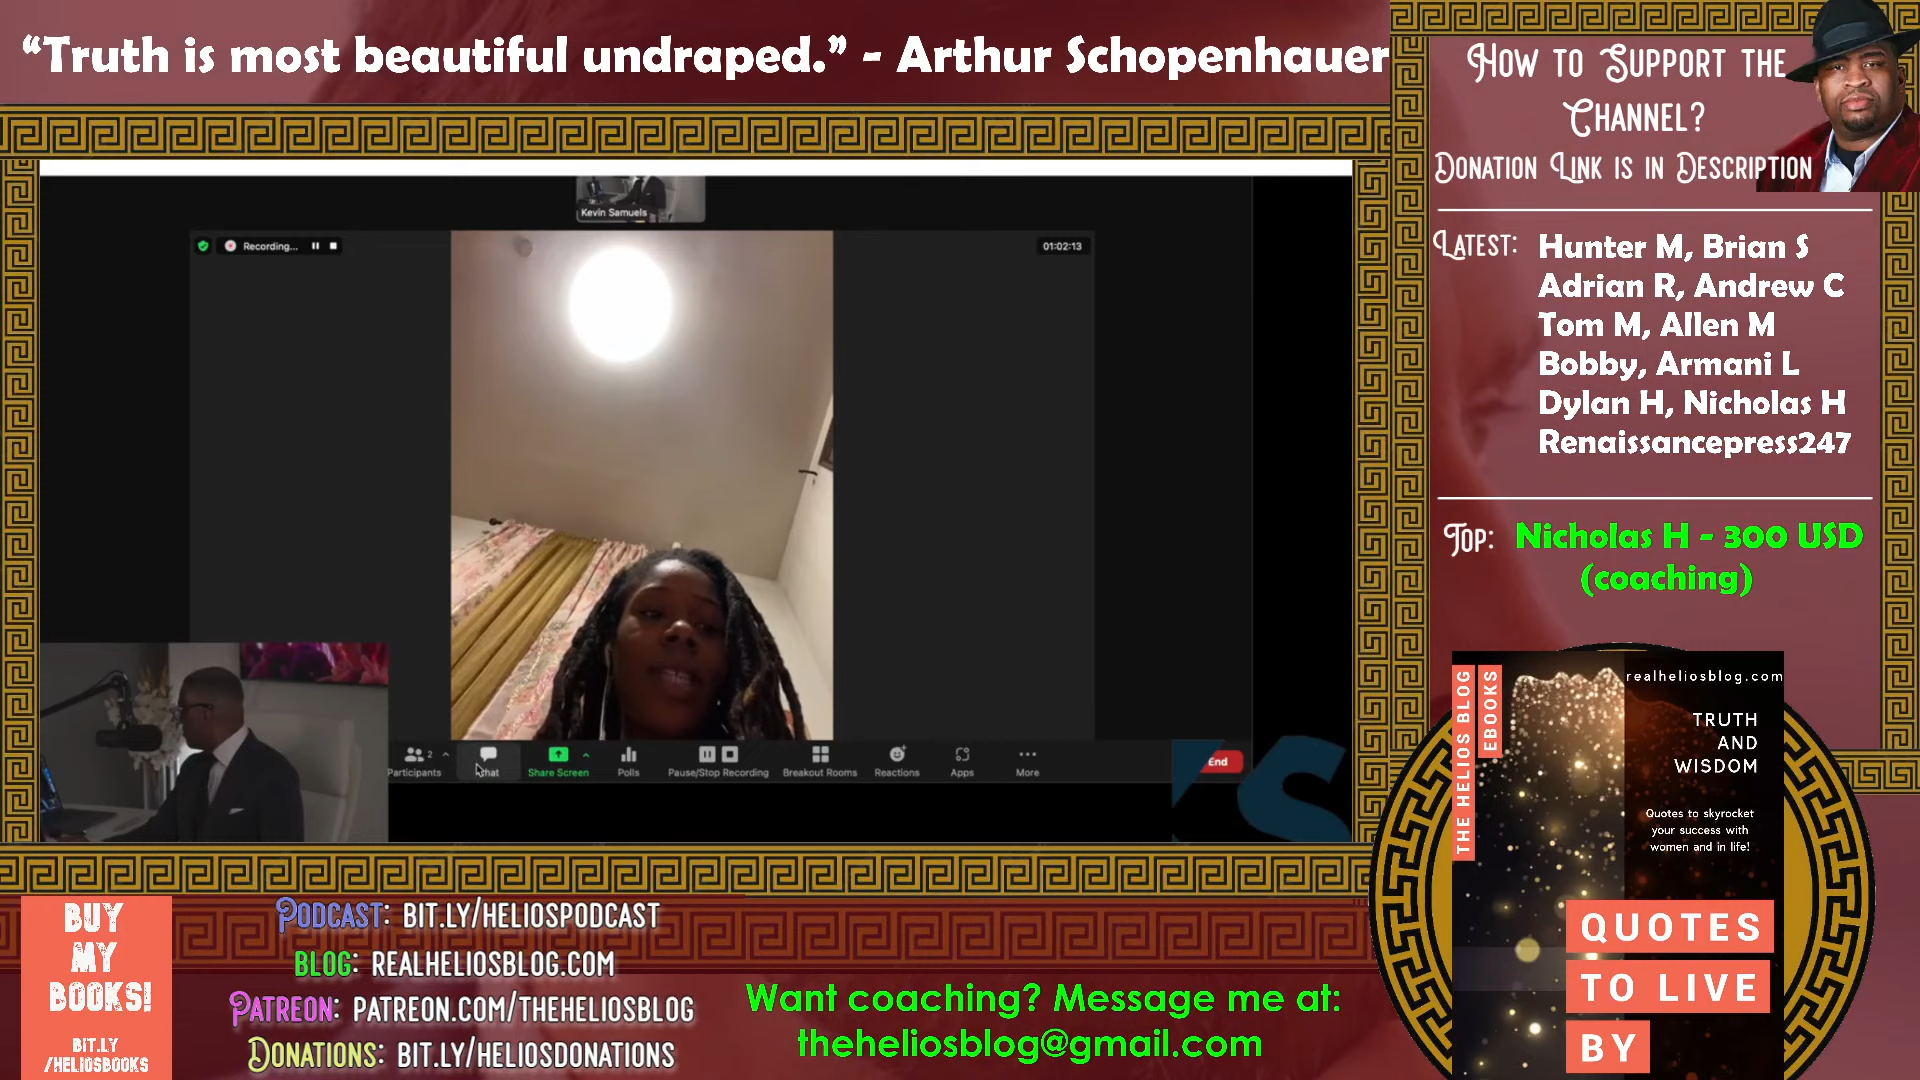 “Truth is most beautiful undraped.” - Arthur Schopenhauer
Kevin Samuels
Recording...
01:02:13
Participants
2
Chat
Share Screen
Polls
Pause/Stop Recording
Breakout Rooms
Reactions
Apps
More
End
How to Support the
Channel?
Donation Link is in Description
Latest:
Hunter M, Brian S
Adrian R, Andrew C
Tom M, Allen M
Bobby, Armani L
Dylan H, Nicholas H
Renaissancepress247
Top:
Nicholas H - 300 USD
(coaching)
THE HELIOS BLOG
EBOOKS
realheliosblog.com
TRUTH
AND
WISDOM
Quotes to skyrocket
your success with
women and in life!
QUOTES
TO LIVE
BY
BUY
MY
BOOKS!
BIT.LY
/HELIOSBOOKS
Podcast: BIT.LY/HELIOSPODCAST
BLOG: REALHELIOSBLOG.COM
Patreon: PATREON.COM/THEHELIOSBLOG
Donations: BIT.LY/HELIOSDONATIONS
Want coaching? Message me at:
theheliosblog@gmail.com